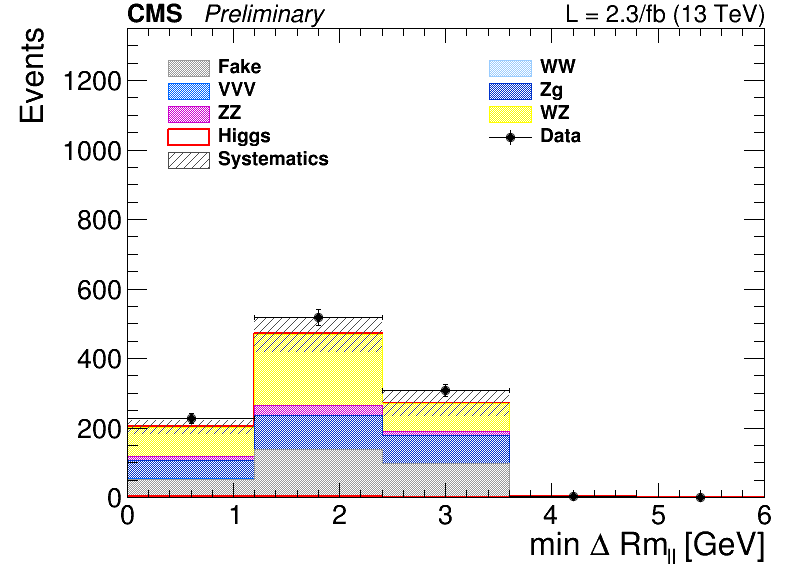 CMS Preliminary L = 2.3/fb (13 TeV)
Events
1200
1000
800
600
400
200
0
Fake
VVV
ZZ
Higgs
Systematics
WW
Zg
WZ
Data
0 1 2 3 4 5 6
min Δ Rm_ll [GeV]